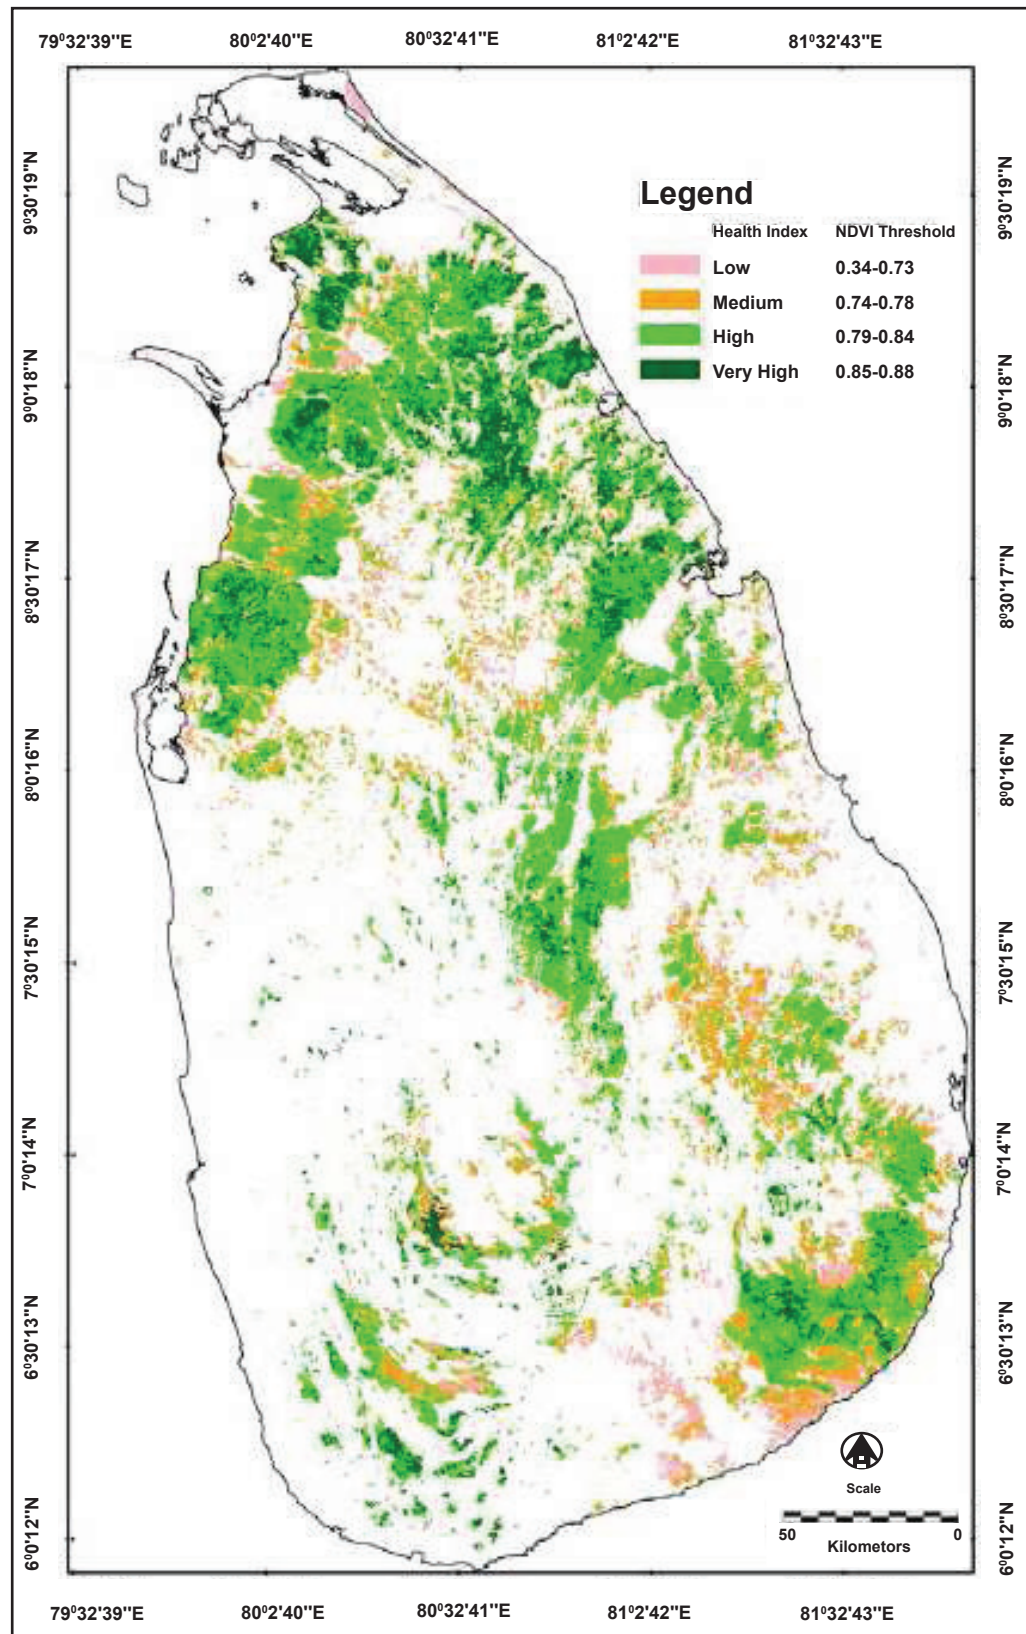 79⁰32'39"E 80⁰2'40"E 80⁰32'41"E 81⁰2'42"E 81⁰32'43"E
9⁰30'19"N
9⁰0'18"N
8⁰30'17"N
8⁰0'16"N
7⁰30'15"N
7⁰0'14"N
6⁰30'13"N
6⁰0'12"N
Legend
Health Index NDVI Threshold
Low 0.34-0.73
Medium 0.74-0.78
High 0.79-0.84
Very High 0.85-0.88
9⁰30'19"N
9⁰0'18"N
8⁰30'17"N
8⁰0'16"N
7⁰30'15"N
7⁰0'14"N
6⁰30'13"N
6⁰0'12"N
Scale
50 0
Kilometors
79⁰32'39"E 80⁰2'40"E 80⁰32'41"E 81⁰2'42"E 81⁰32'43"E